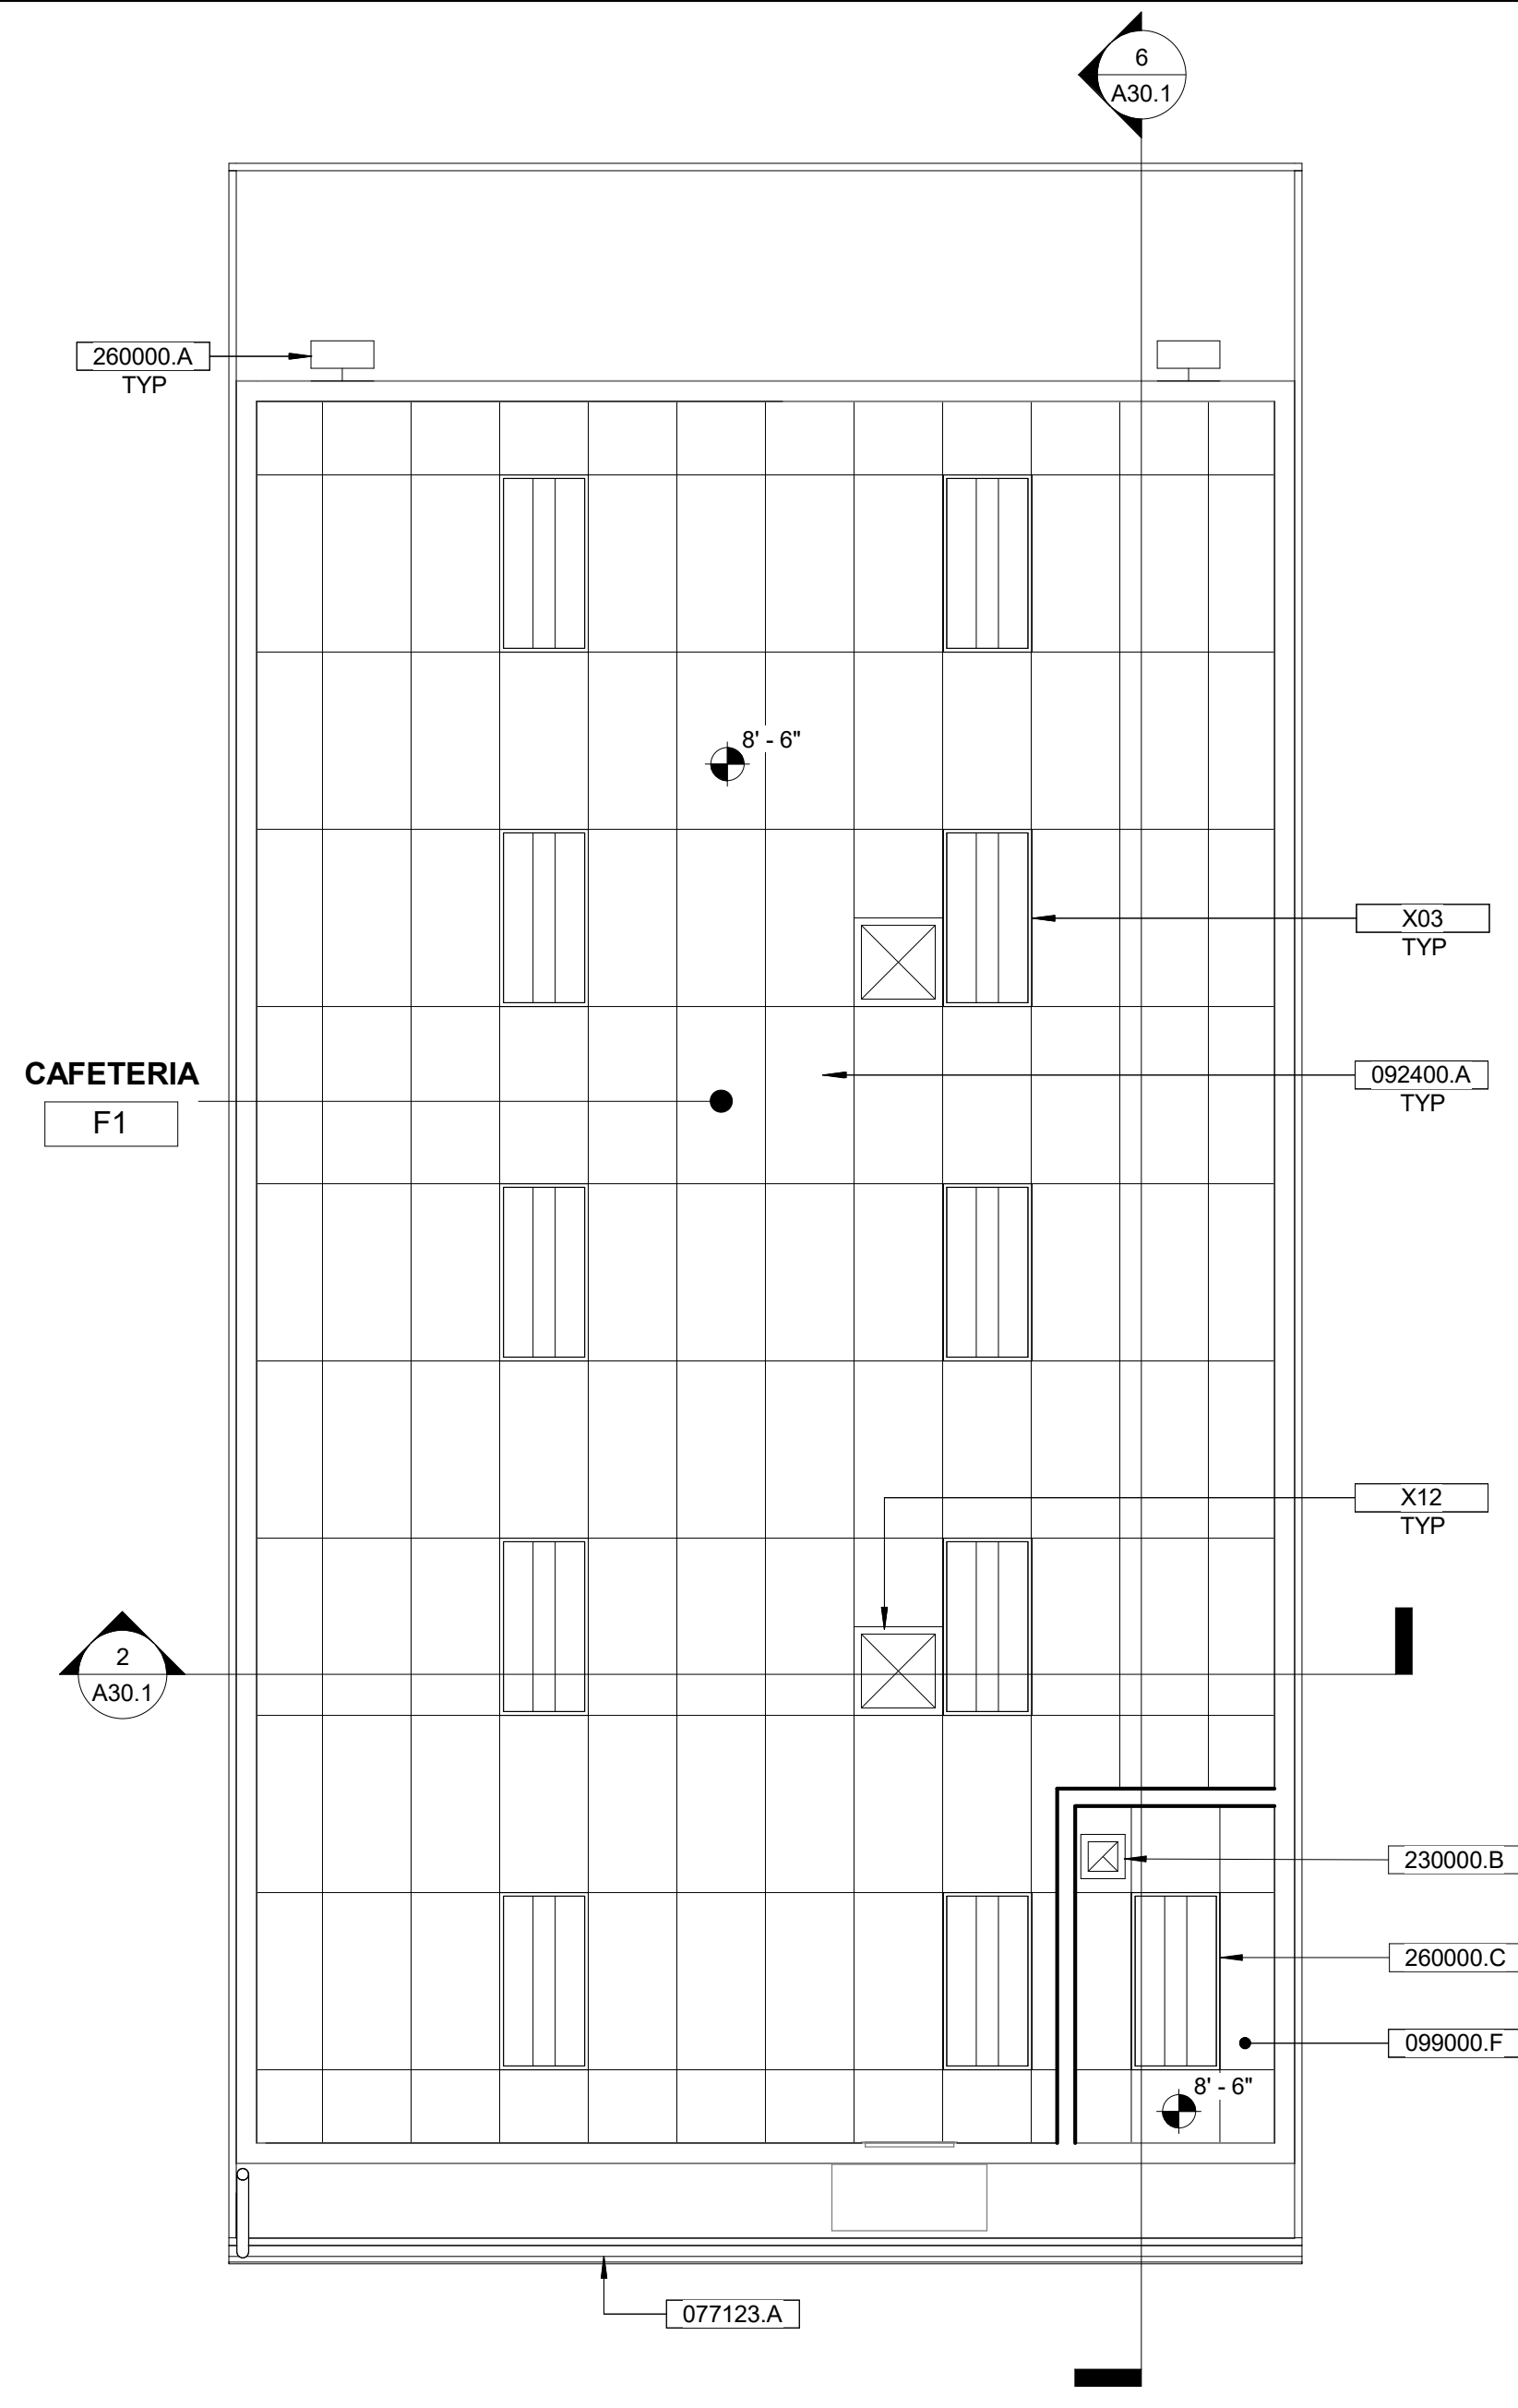 6
A30.1
260000.A
TYP
8' - 6"
X03
TYP
CAFETERIA
F1
092400.A
TYP
X12
TYP
2
A30.1
230000.B
260000.C
099000.F
8' - 6"
077123.A